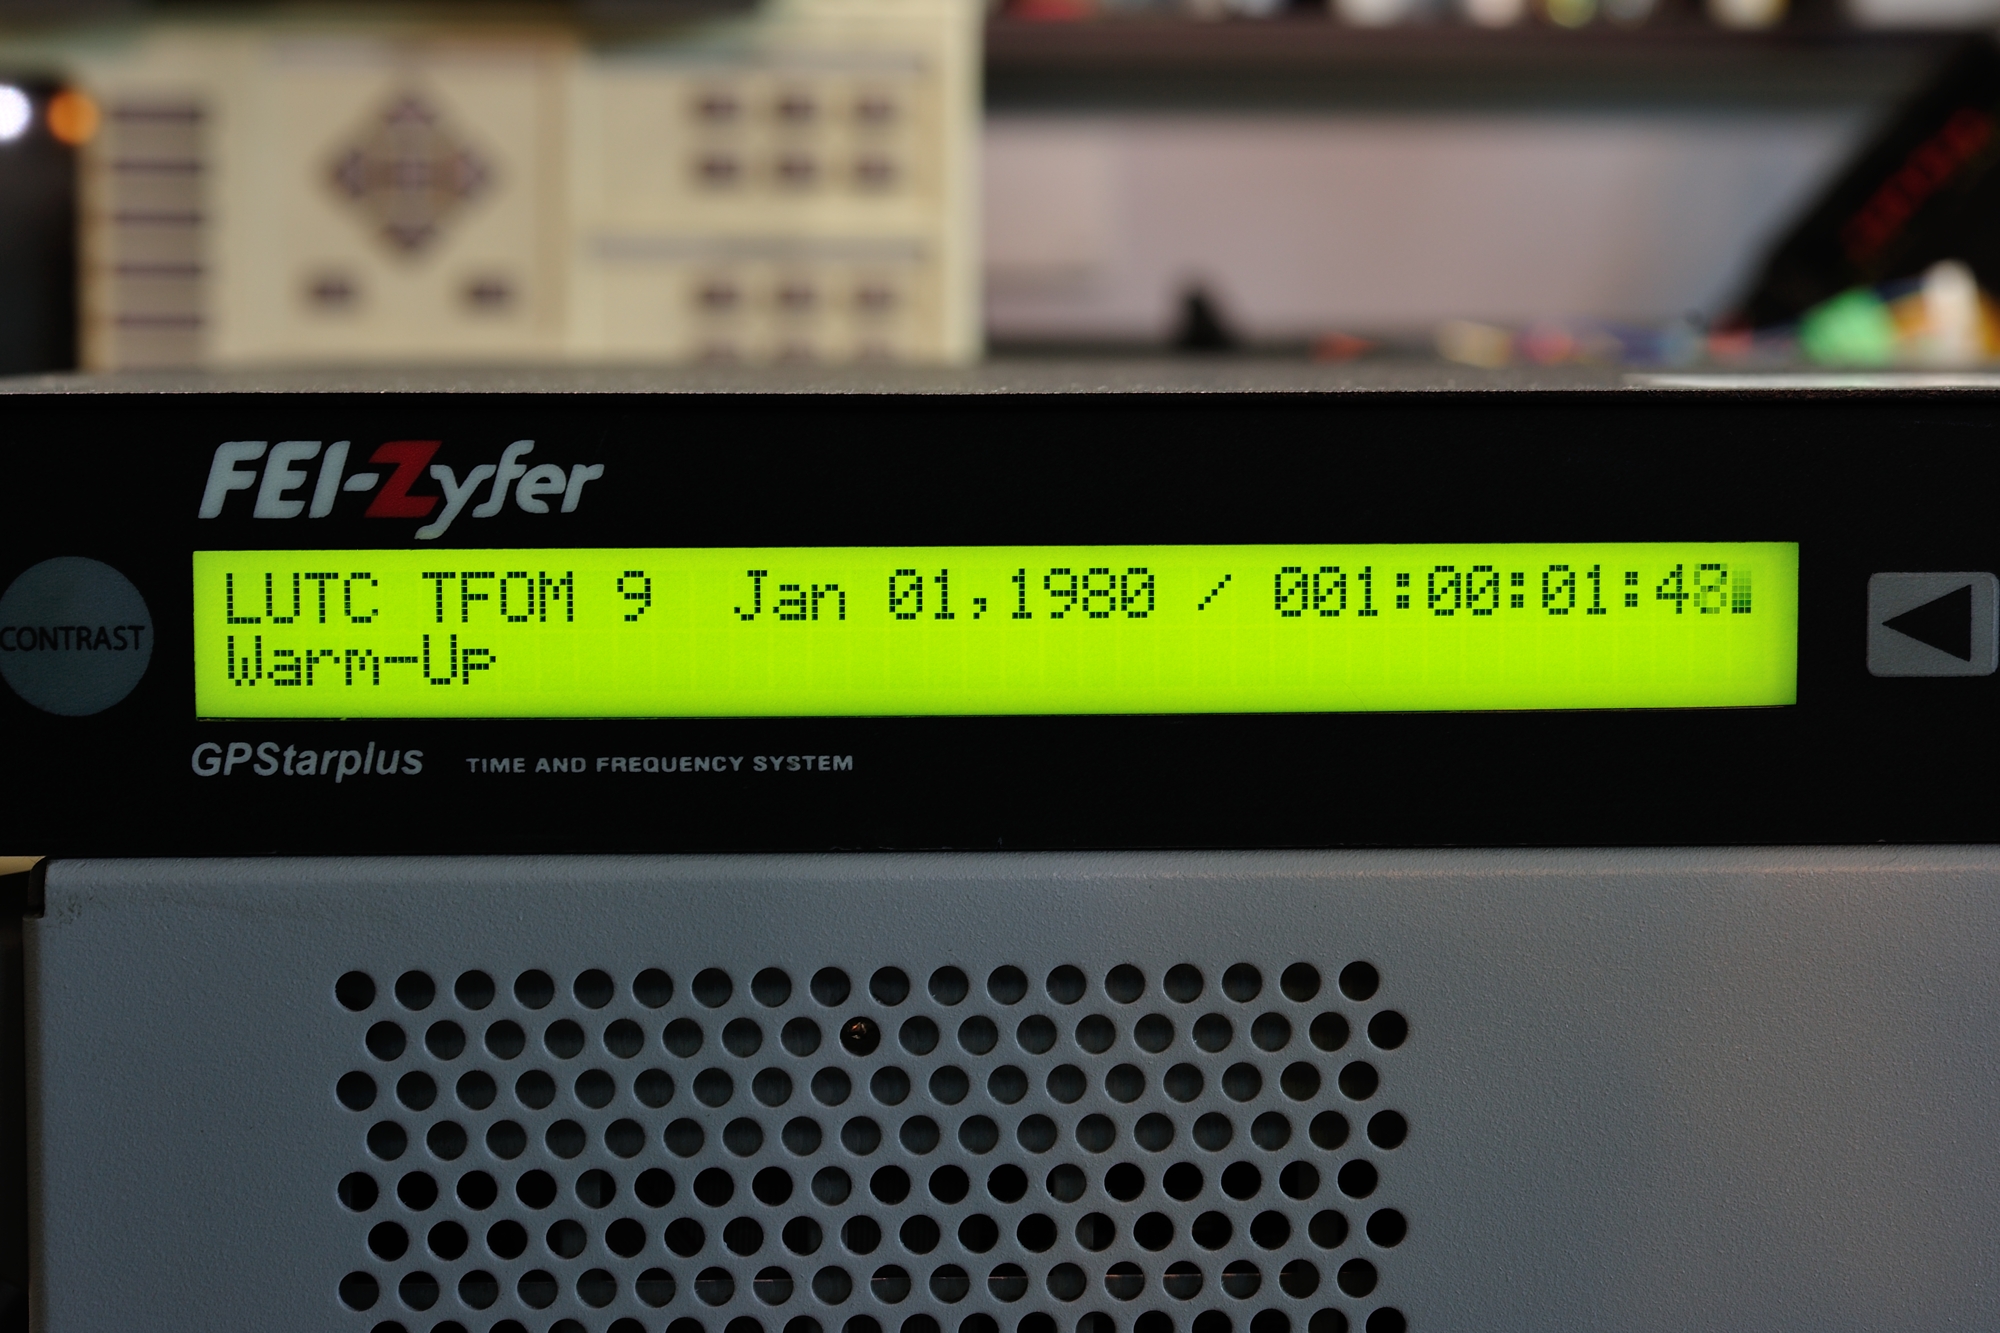 FEI-Zyfer
CONTRAST
LUTC TFOM 9 Jan 01,1980 / 001:00:01:4
Warm-Up
GPStarplus TIME AND FREQUENCY SYSTEM